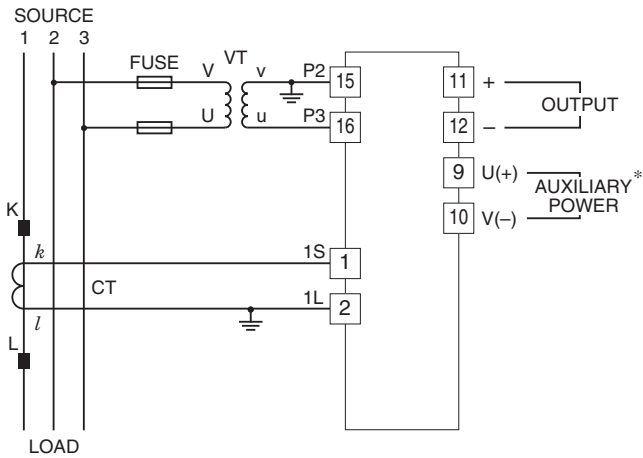 SOURCE
1 2 3
FUSE
VT
V
v
P2
15
U
u
P3
16
11
+
12
–
OUTPUT
9
U(+)
10
V(–)
AUXILIARY*
POWER
K
k
1S
1
CT
l
1L
2
L
LOAD